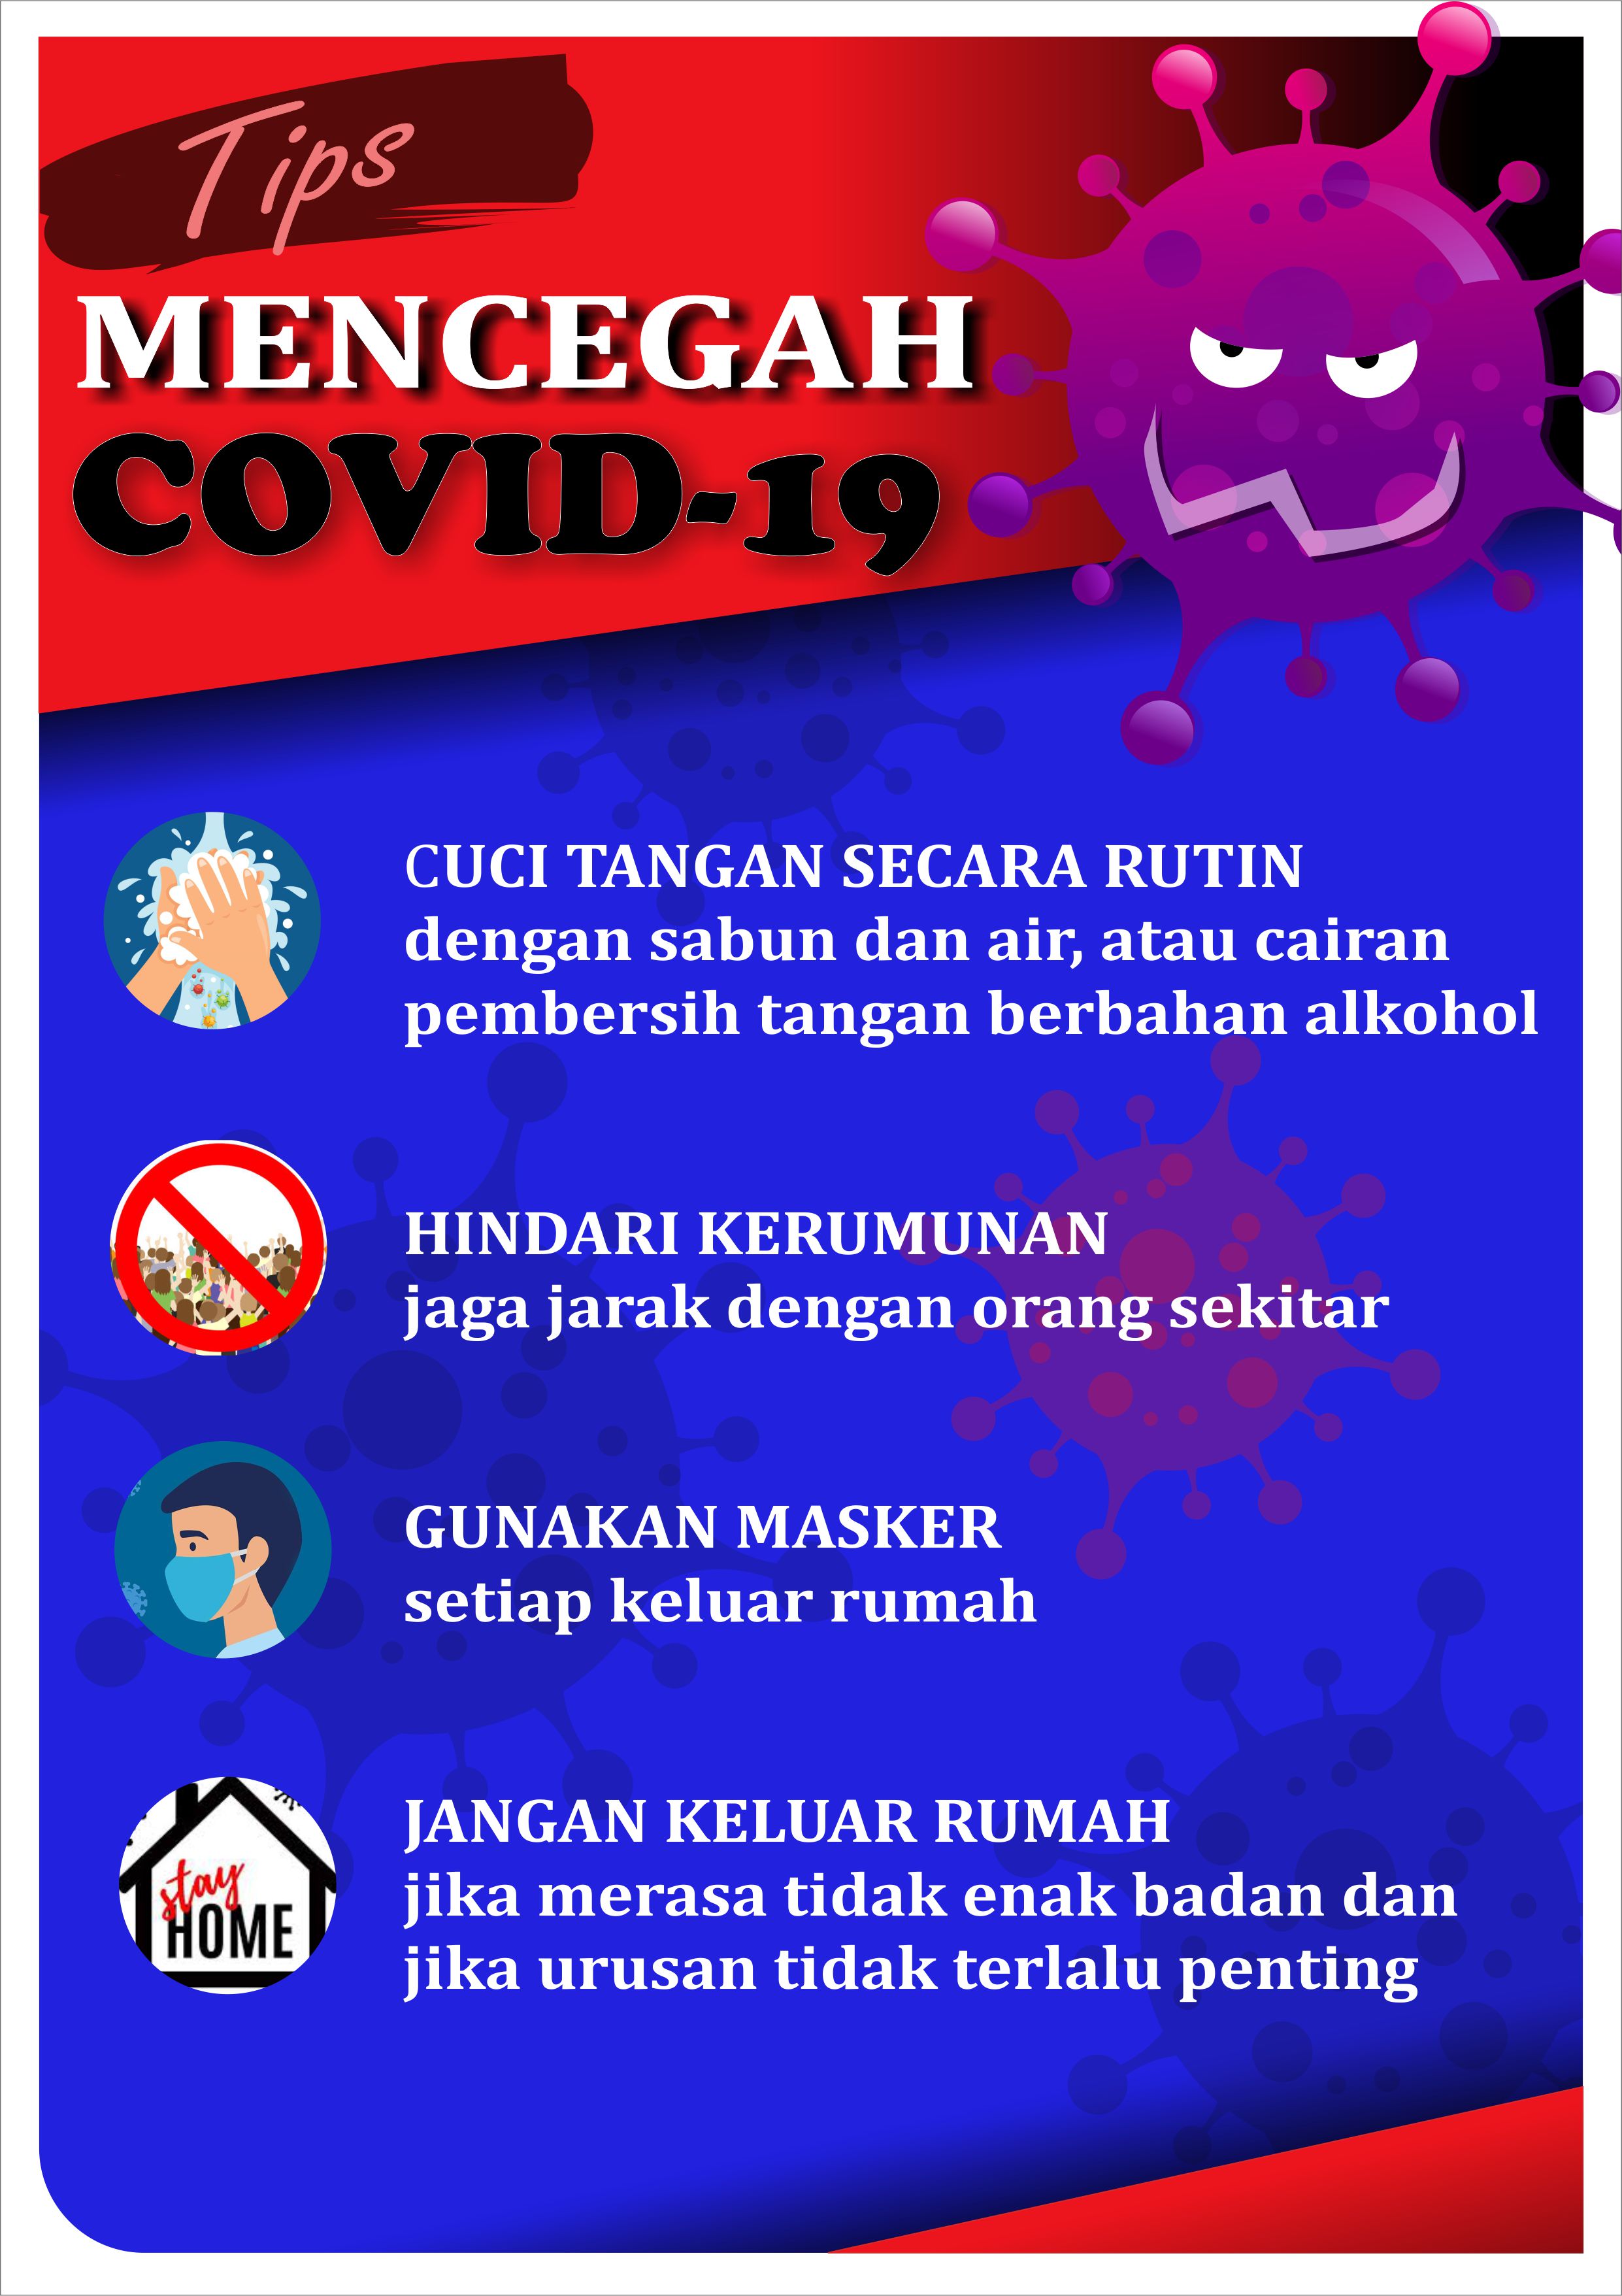 Tips
MENCEGAH
COVID-19
CUCI TANGAN SECARA RUTIN
dengan sabun dan air, atau cairan
pembersih tangan berbahan alkohol
HINDARI KERUMUNAN
jaga jarak dengan orang sekitar
GUNAKAN MASKER
setiap keluar rumah
stay
HOME
JANGAN KELUAR RUMAH
jika merasa tidak enak badan dan
jika urusan tidak terlalu penting